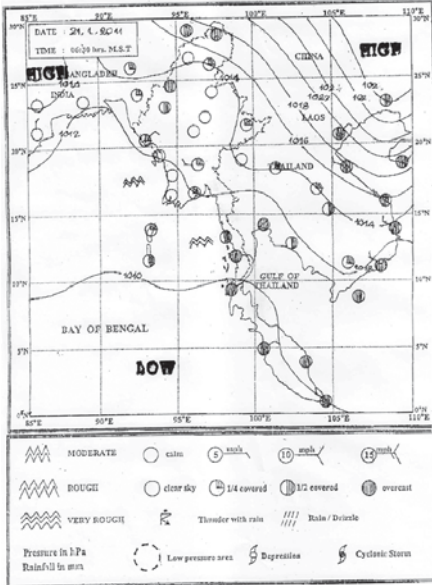 DATE : 21.1.2011
TIME : 06:30 hrs. M.S.T
30°N
HIGH
BANGLADESH
INDIA
1012
CHINA
HIGH
LAOS
1018
1016
1014
THAILAND
1014
1010
GULF OF
THAILAND
BAY OF BENGAL
LOW
25°N
20°N
15°N
10°N
5°N
0°N
85°E
90°E
95°E
100°E
105°E
110°E
MODERATE
calm
5 mph
10 mph
15 mph
ROUGH
clear sky
1/4 covered
1/2 covered
overcast
VERY ROUGH
Thunder with rain
Rain / Drizzle
Pressure in hPa
Rainfall in mm
Low pressure area
Depression
Cyclonic Storm